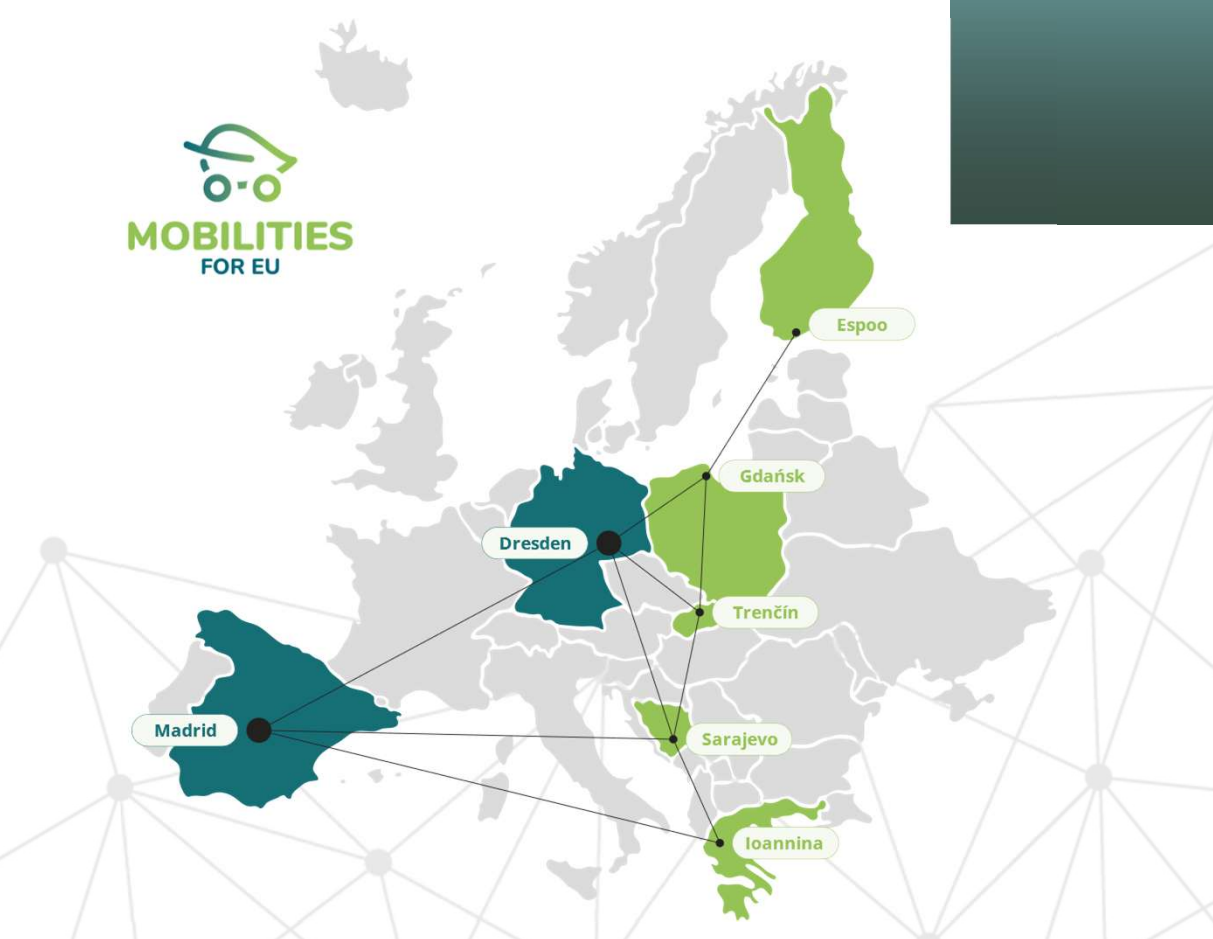 MOBILITIES
FOR EU
Espoo
Gdańsk
Dresden
Trenčín
Madrid
Sarajevo
Ioannina